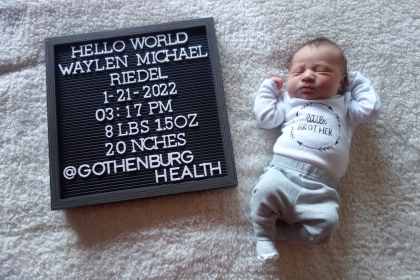 HELLO WORLD
WAYLEN MICHAEL
RIEDEL
1-21-2022
03:17 PM
8 LBS 1.5OZ
20 NCHES
@GOTHENBURG
HEALTH
little
BROTHER